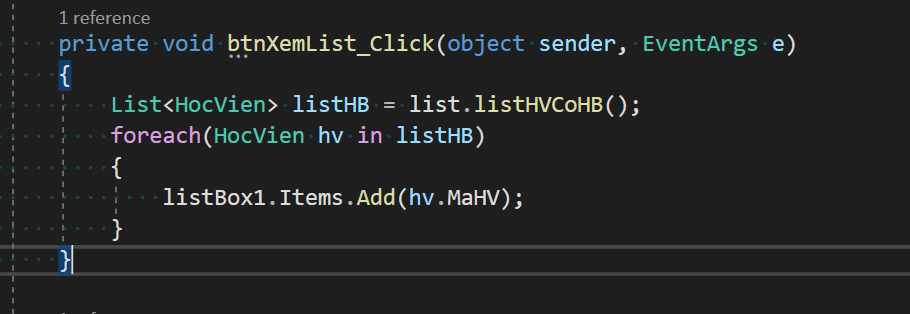 1 reference
private void btnXemList_Click(object sender, EventArgs e)
{
List<HocVien> listHB = list.listHVCoHB();
foreach(HocVien hv in listHB)
{
listBox1.Items.Add(hv.MaHV);
}
}